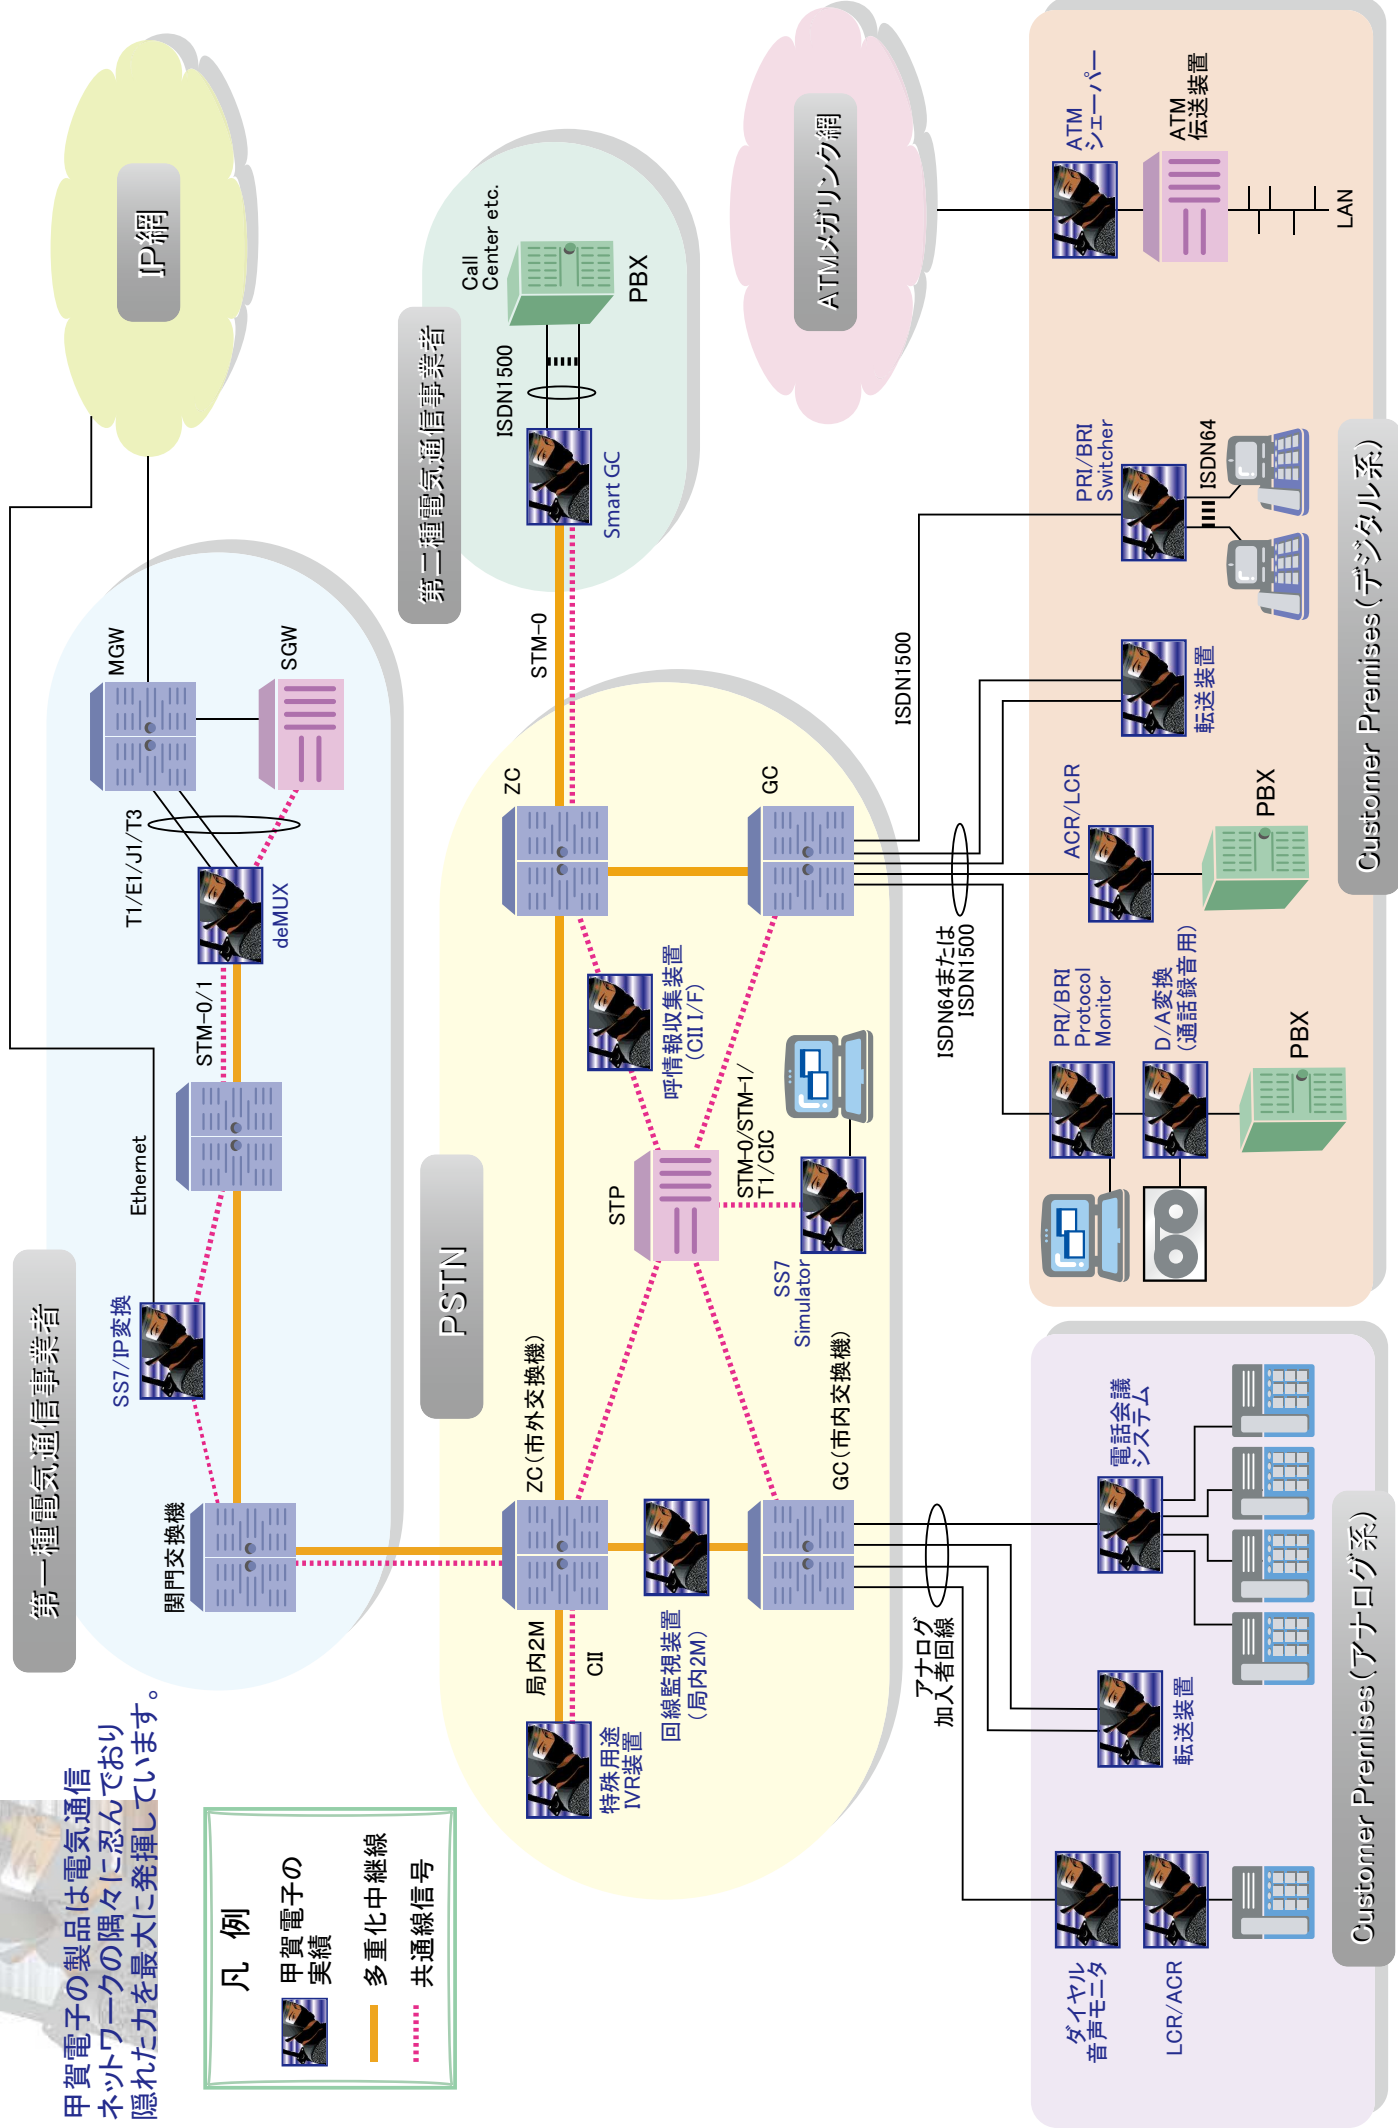 甲賀電子の製品は電気通信
ネットワークの隅々に忍んでおり
隠れた力を最大に発揮しています。
凡 例
甲賀電子の
実績
多重化中継線
共通線信号
第一種電気通信事業者
関門交換機
SS7/IP変換
Ethernet
STM-0/1
deMUX
T1/E1/J1/T3
MGW
SGW
IP網
PSTN
特殊用途
IVR装置
局内2M
CII
ZC(市外交換機)
回線監視装置
(局内2M)
GC(市内交換機)
STP
SS7
Simulator
STM-0/STM-1/
T1/CIC
呼情報収集装置
(CII I/F)
ZC
GC
STM-0
第二種電気通信事業者
Smart GC
ISDN1500
Call
Center etc.
PBX
ATMメガリンク網
アナログ
加入者回線
ISDN64または
ISDN1500
ISDN1500
ダイヤル
音声モニタ
LCR/ACR
転送装置
電話会議
システム
Customer Premises(アナログ系)
PRI/BRI
Protocol
Monitor
D/A変換
(通話録音用)
PBX
ACR/LCR
PBX
転送装置
PRI/BRI
Switcher
ISDN64
ATM
シェーパー
ATM
伝送装置
LAN
Customer Premises(デジタル系)